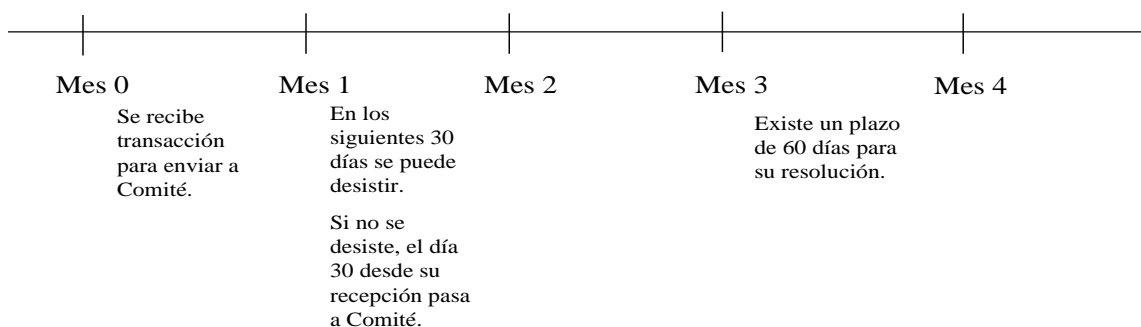 Mes 0
Mes 1
Mes 2
Mes 3
Mes 4
Se recibe
transacción
para enviar a
Comité.
En los
siguientes 30
días se puede
desistir.
Si no se
desiste, el día
30 desde su
recepción pasa
a Comité.
Existe un plazo
de 60 días para
su resolución.